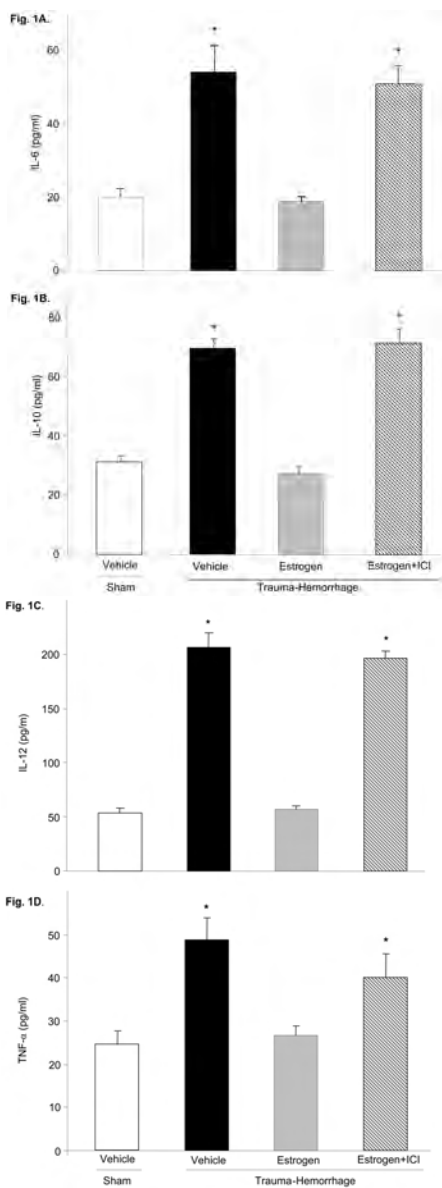 Fig. 1A.
60
40
20
0
IL-6 (pg/ml)
*
*
Fig. 1B.
80
60
40
20
0
IL-10 (pg/ml)
*
*
Vehicle Vehicle Estrogen Estrogen+ICI
Sham Trauma-Hemorrhage
Fig. 1C.
200
150
100
50
0
IL-12 (pg/m)
*
*
Fig. 1D.
50
40
30
20
10
0
TNF-α (pg/ml)
*
*
Vehicle Vehicle Estrogen Estrogen+ICI
Sham Trauma-Hemorrhage